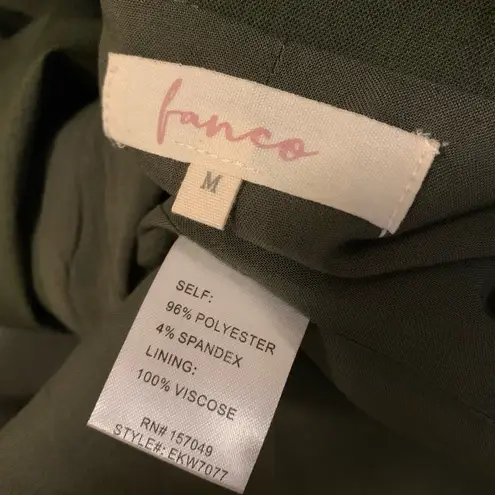 fanco
M
SELF:
96% POLYESTER
4% SPANDEX
LINING:
100% VISCOSE
RN# 157049
STYLE#: EKW7077